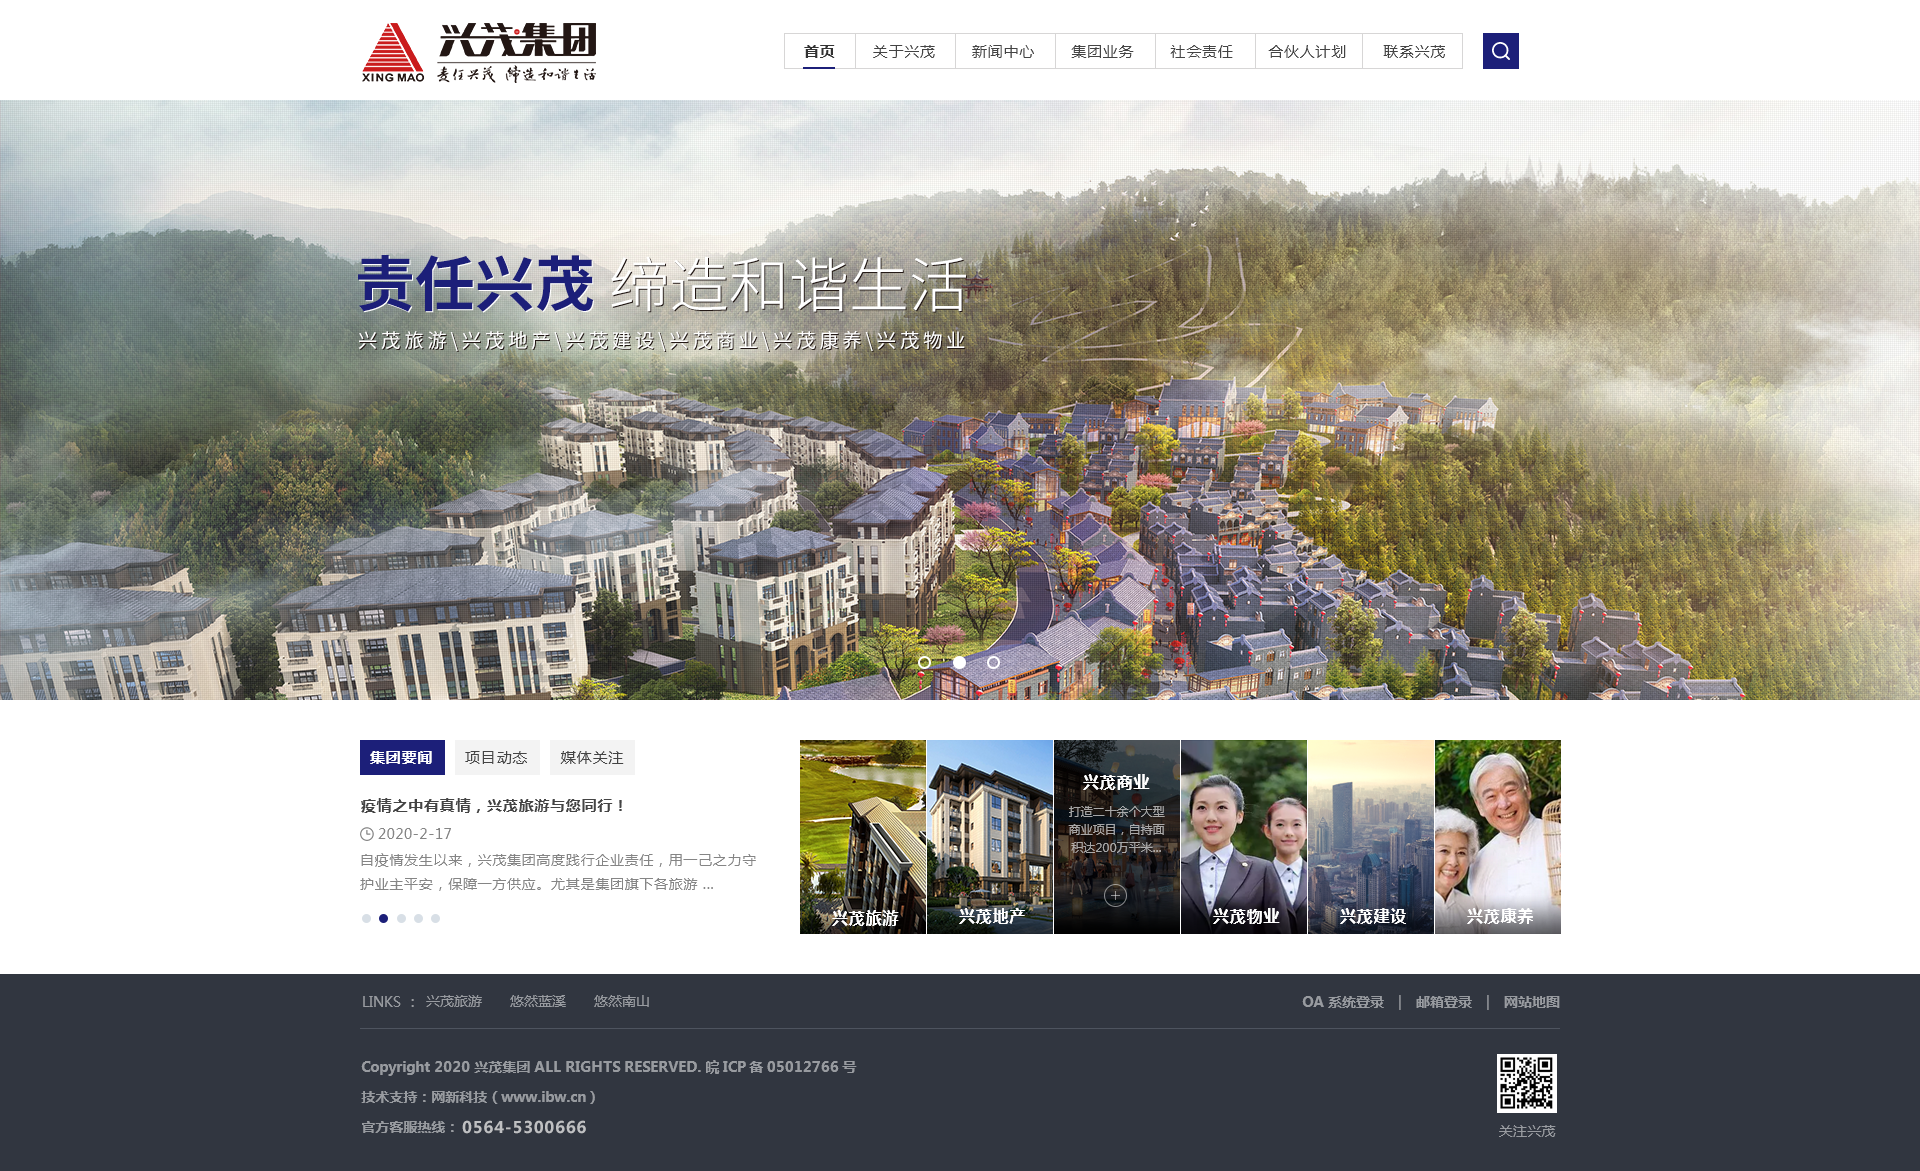 兴茂集团
XING MAO
责任兴茂 缔造和谐生活
首页 关于兴茂 新闻中心 集团业务 社会责任 合伙人计划 联系兴茂
责任兴茂 缔造和谐生活
兴茂旅游\兴茂地产\兴茂建设\兴茂商业\兴茂康养\兴茂物业
集团要闻 项目动态 媒体关注
疫情之中有真情，兴茂旅游与您同行！
2020-2-17
自疫情发生以来，兴茂集团高度践行企业责任，用一己之力守
护业主平安，保障一方供应。尤其是集团旗下各旅游 ...
兴茂旅游
兴茂地产
兴茂商业
打造二十余个大型
商业项目，自持面
积达200万平米...
兴茂物业
兴茂建设
兴茂康养
LINKS ： 兴茂旅游 悠然蓝溪 悠然南山
OA 系统登录 | 邮箱登录 | 网站地图
Copyright 2020 兴茂集团 ALL RIGHTS RESERVED. 皖 ICP 备 05012766 号
技术支持：网新科技（www.ibw.cn）
官方客服热线： 0564-5300666
关注兴茂